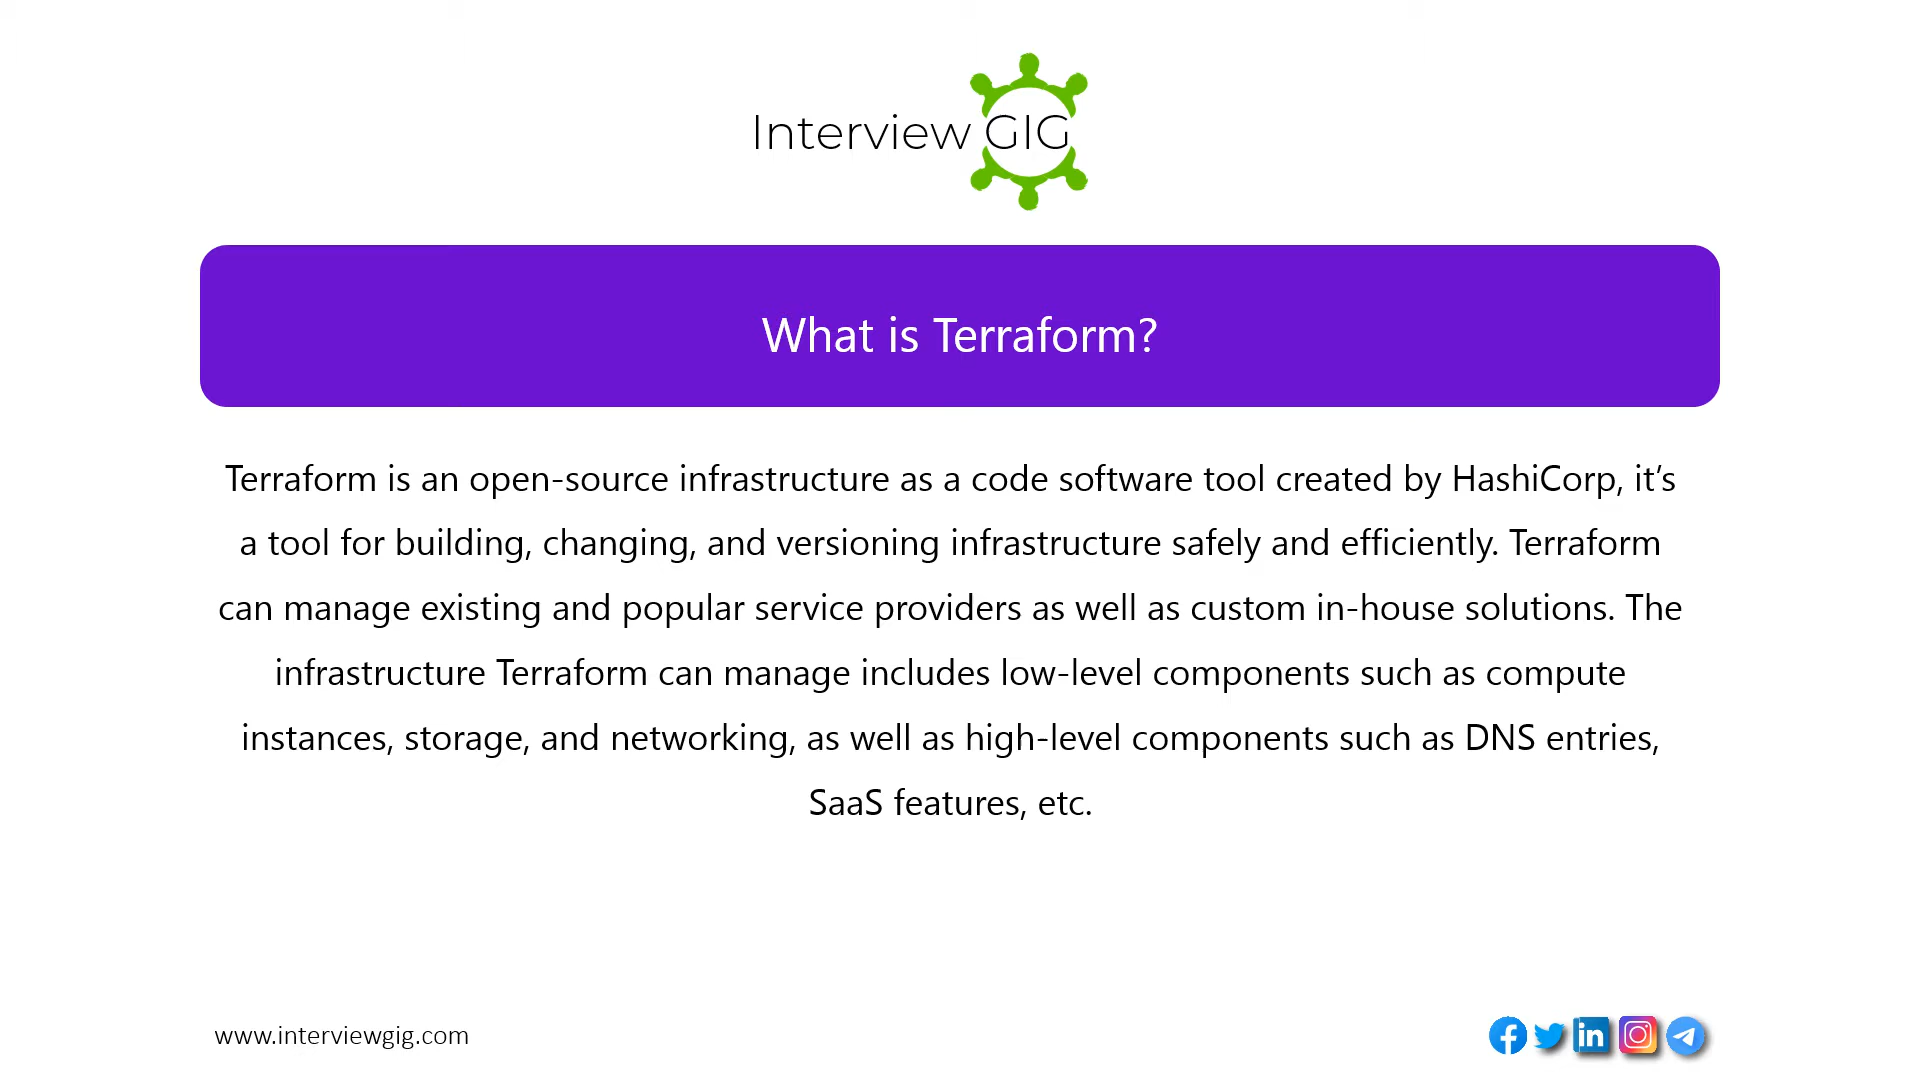 Interview GIG
What is Terraform?
Terraform is an open-source infrastructure as a code software tool created by HashiCorp, it’s
a tool for building, changing, and versioning infrastructure safely and efficiently. Terraform
can manage existing and popular service providers as well as custom in-house solutions. The
infrastructure Terraform can manage includes low-level components such as compute
instances, storage, and networking, as well as high-level components such as DNS entries,
SaaS features, etc.
www.interviewgig.com